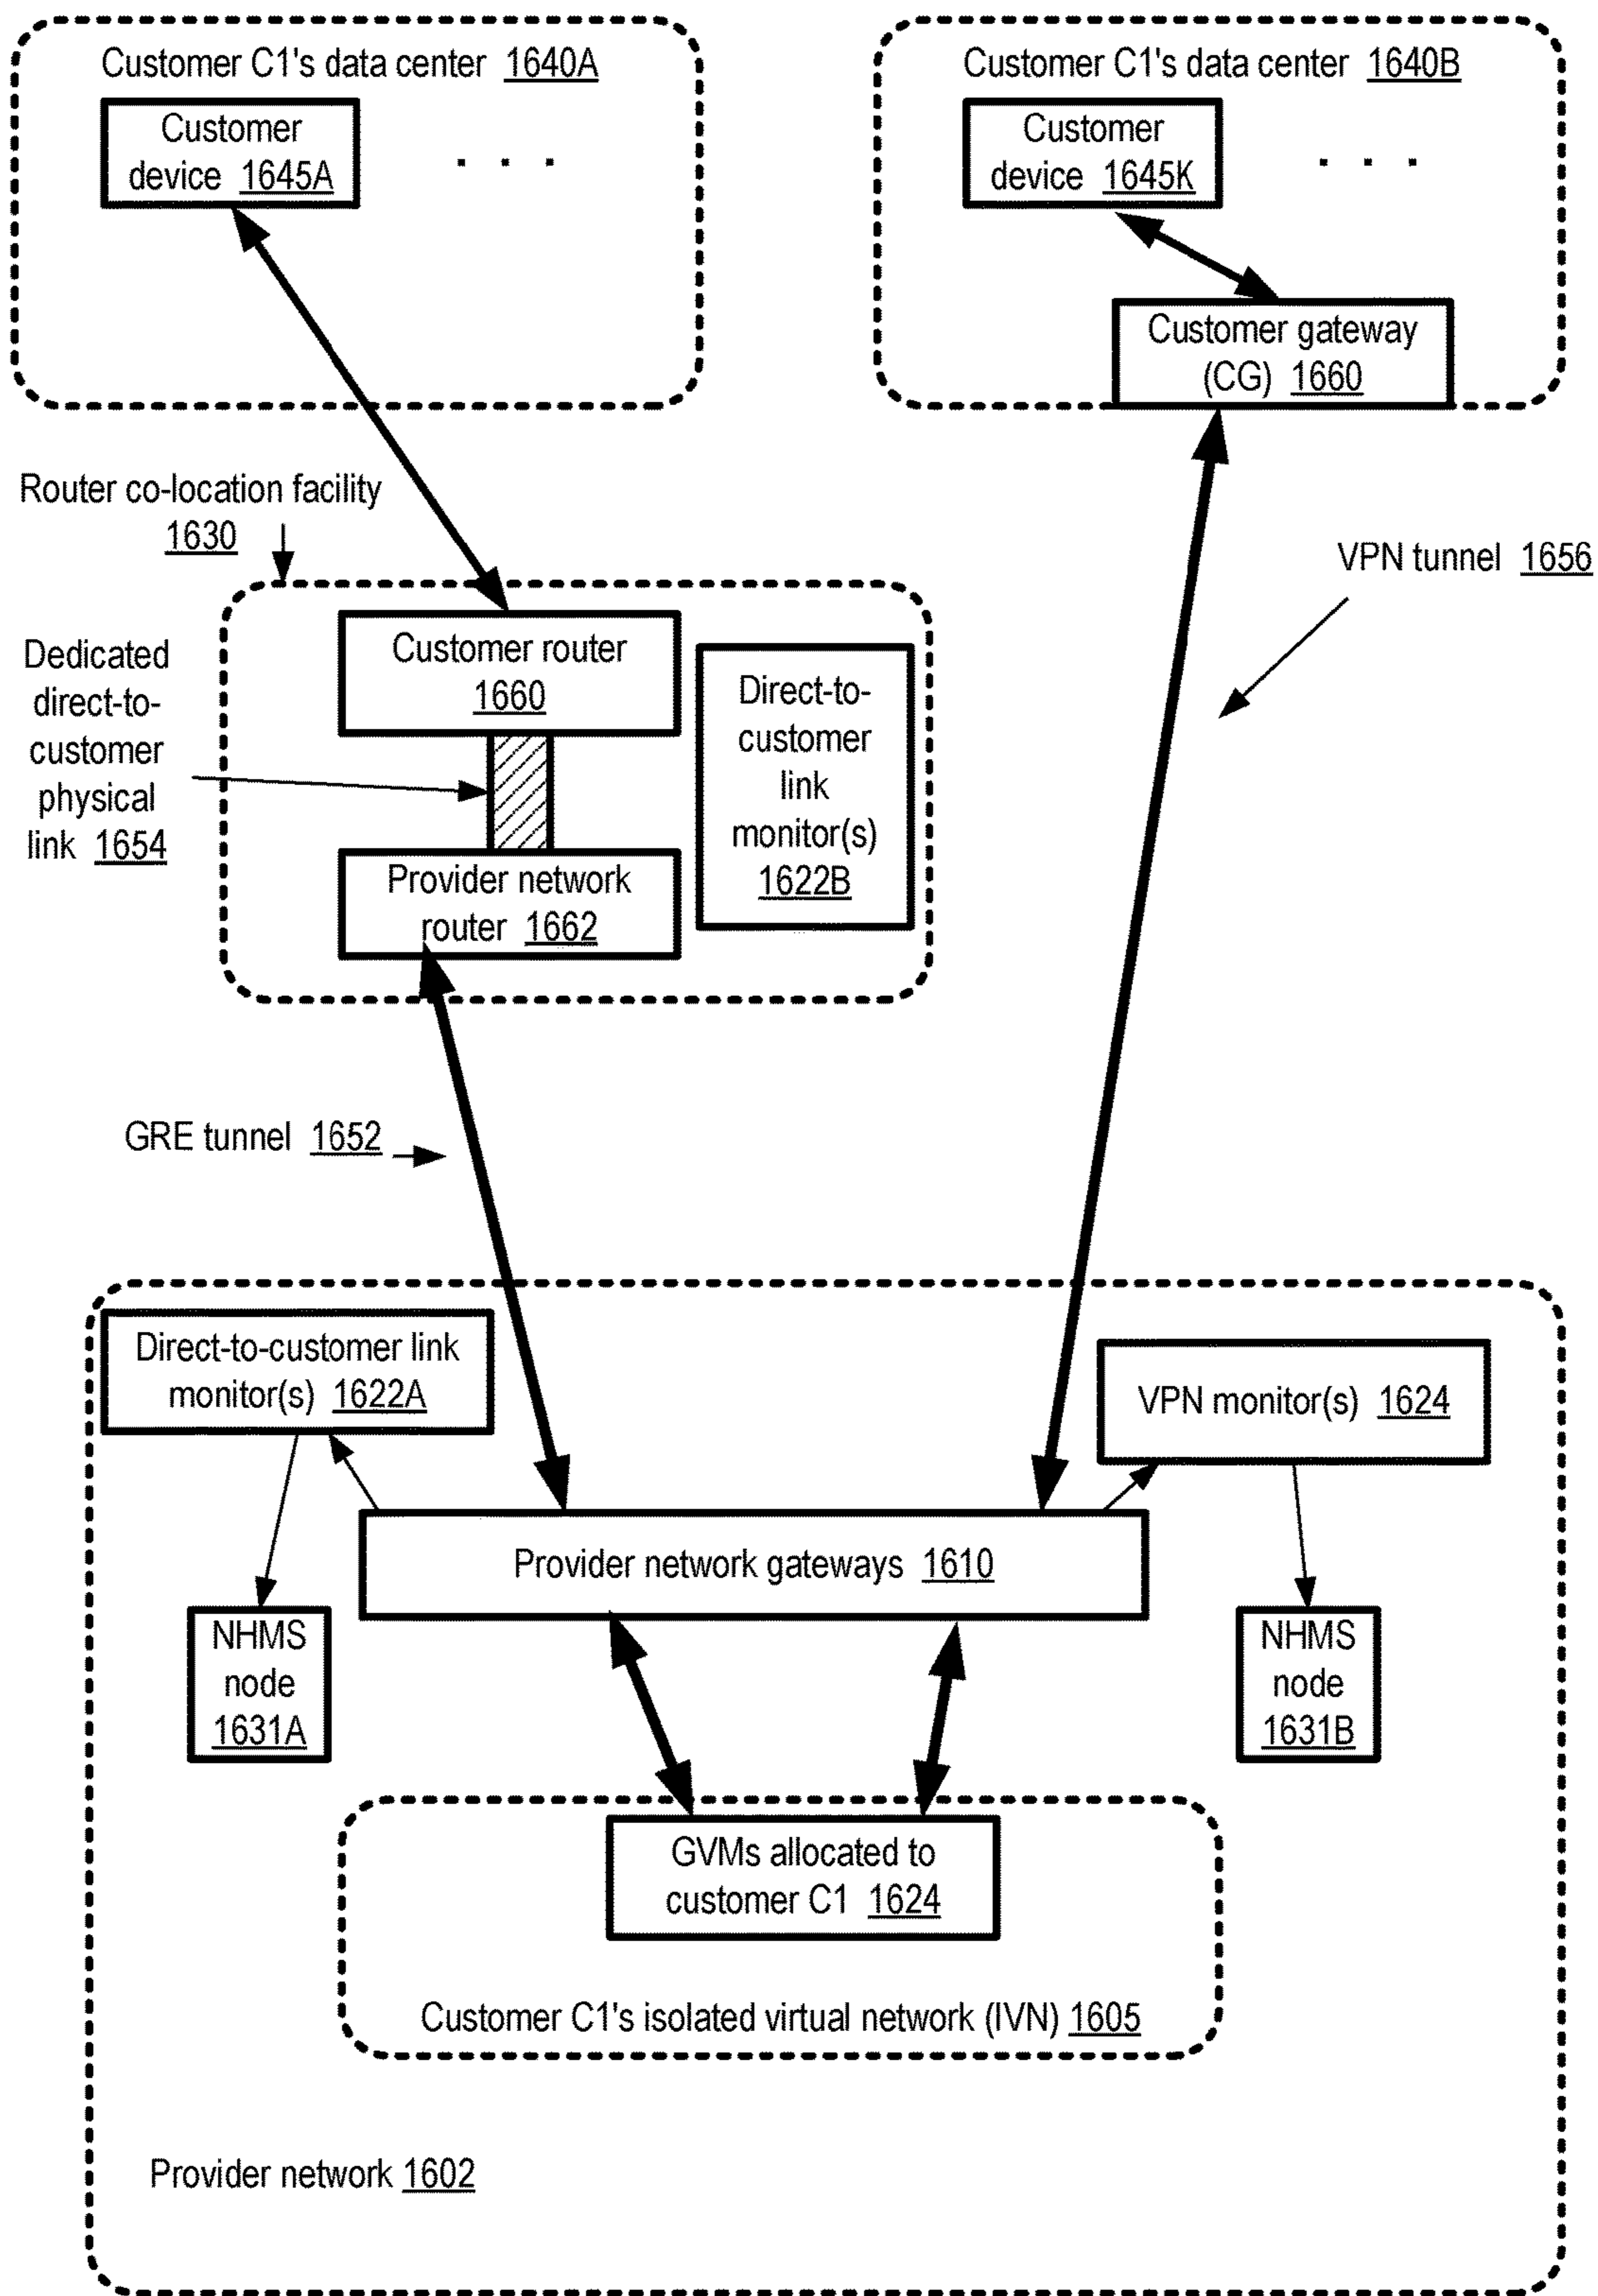 Customer C1's data center 1640A
Customer
device 1645A
. . .
Customer C1's data center 1640B
Customer
device 1645K
. . .
Customer gateway
(CG) 1660
Router co-location facility
1630
VPN tunnel 1656
Dedicated
direct-to-
customer
physical
link 1654
Customer router
1660
Direct-to-
customer
link
monitor(s)
1622B
Provider network
router 1662
GRE tunnel 1652
Direct-to-customer link
monitor(s) 1622A
VPN monitor(s) 1624
Provider network gateways 1610
NHMS
node
1631A
NHMS
node
1631B
GVMs allocated to
customer C1 1624
Customer C1's isolated virtual network (IVN) 1605
Provider network 1602